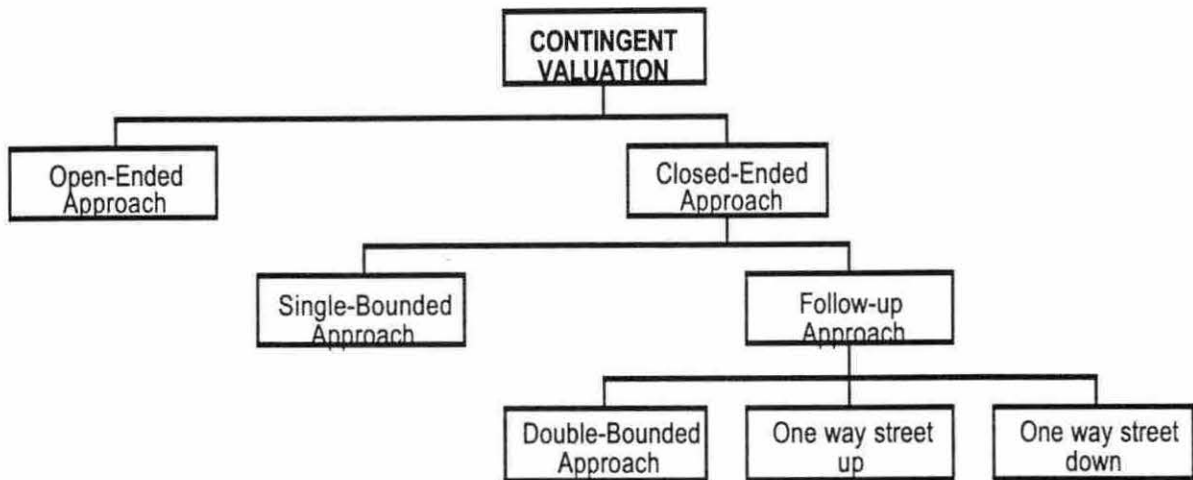 CONTINGENT
VALUATION
Open-Ended
Approach
Closed-Ended
Approach
Single-Bounded
Approach
Follow-up
Approach
Double-Bounded
Approach
One way street
up
One way street
down